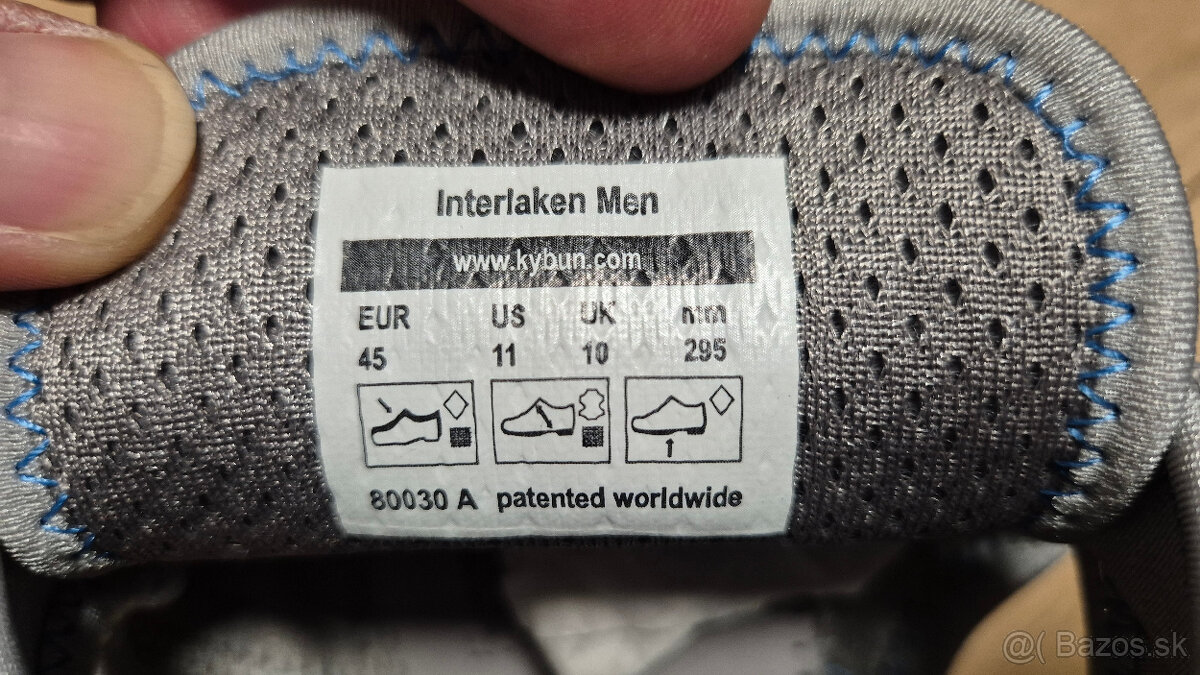 Interlaken Men
www.kybun.com
EUR US UK mm
45 11 10 295
80030 A patented worldwide
@( Bazos.sk